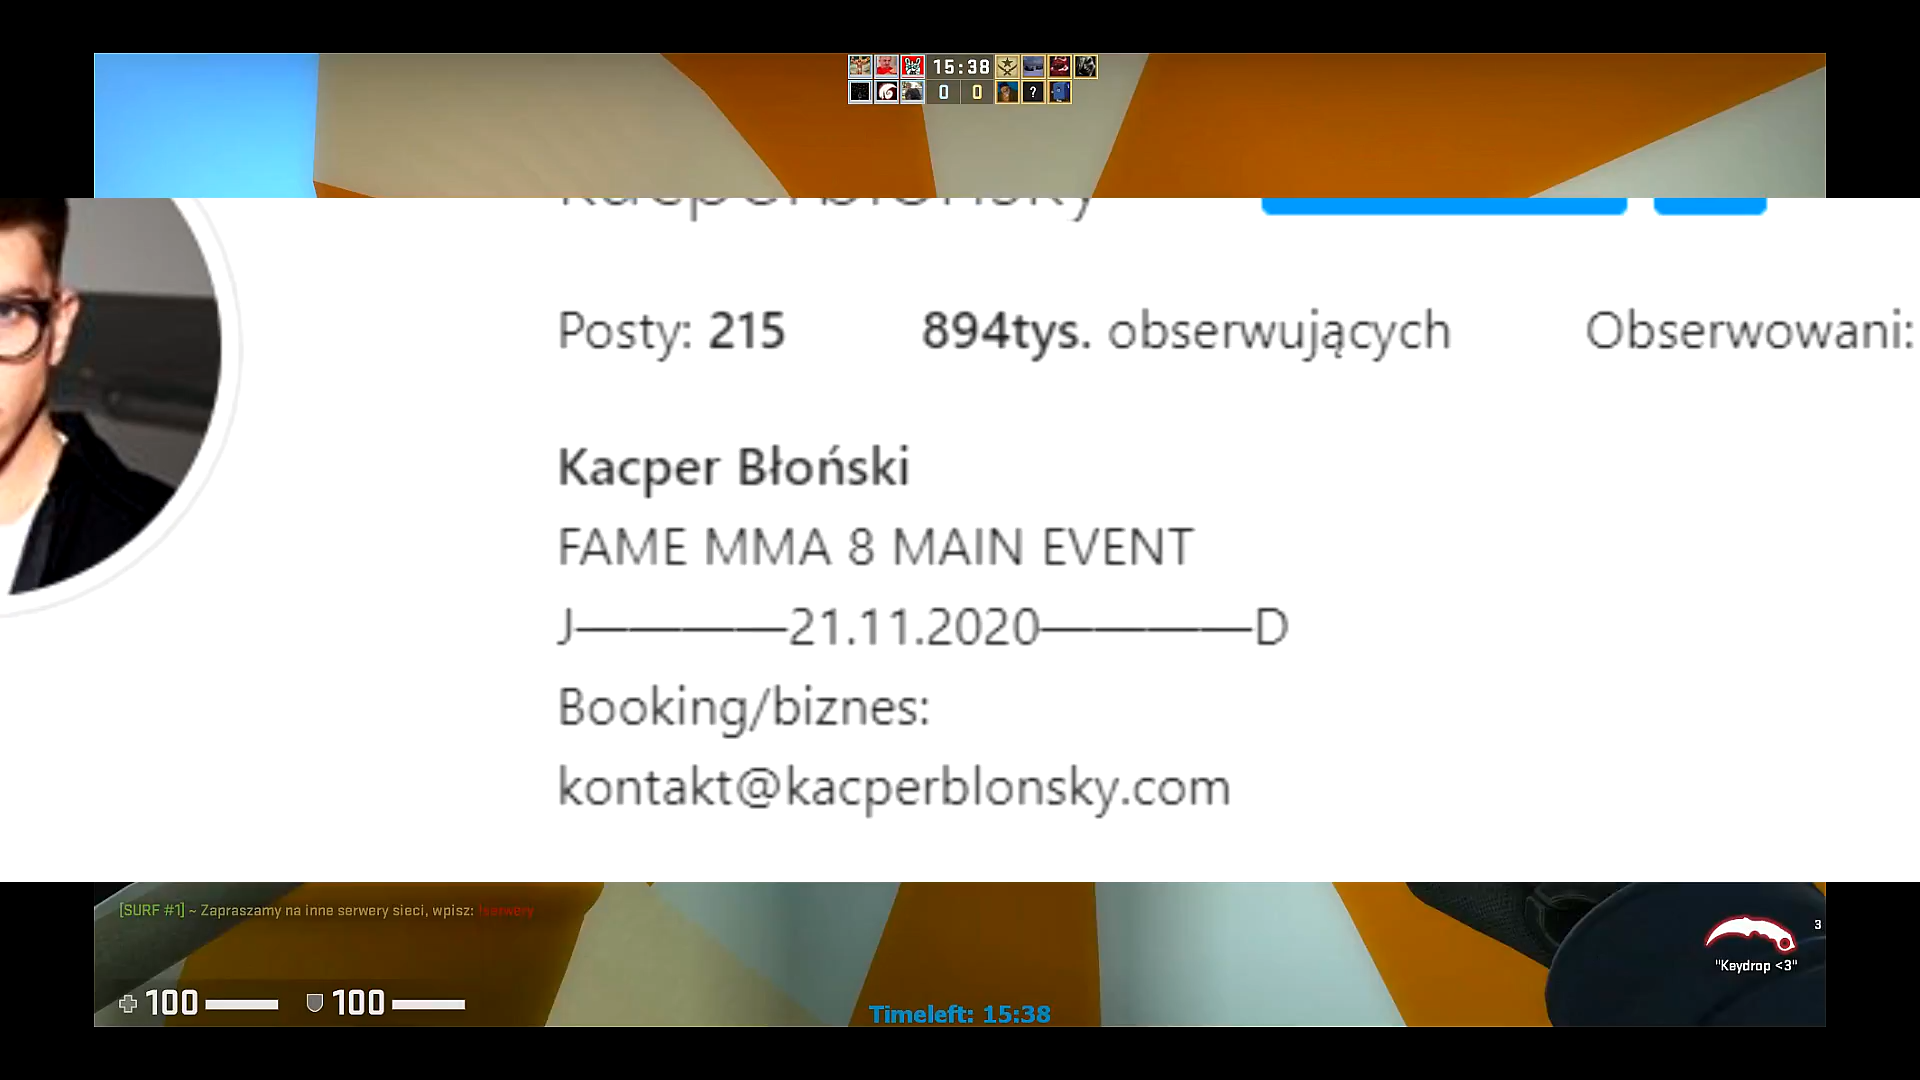 15:38
0 0
?
kacperblonsky
Posty: 215 894tys. obserwujących Obserwowani:
Kacper Błoński
FAME MMA 8 MAIN EVENT
J————21.11.2020————D
Booking/biznes:
kontakt@kacperblonsky.com
[SURF #1] ~ Zapraszamy na inne serwery sieci, wpisz: !serwery
3
"Keydrop <3"
100 100
Timeleft: 15:38